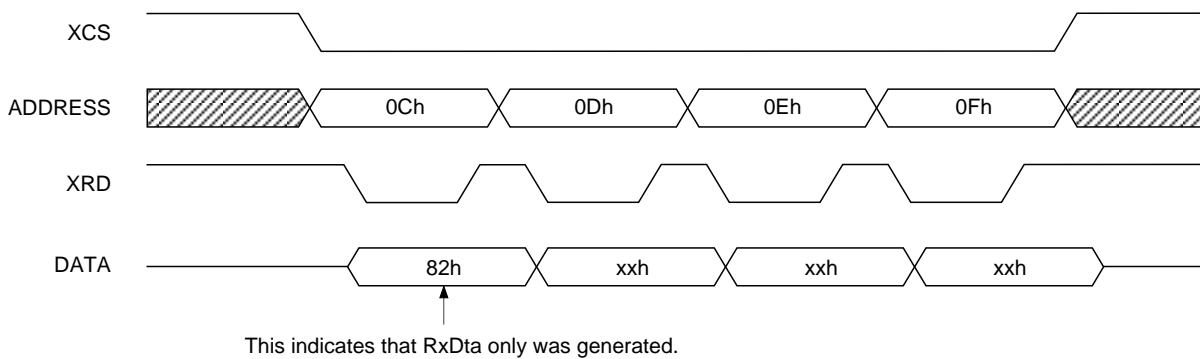 XCS
ADDRESS 0Ch 0Dh 0Eh 0Fh
XRD
DATA 82h xxh xxh xxh
This indicates that RxDta only was generated.